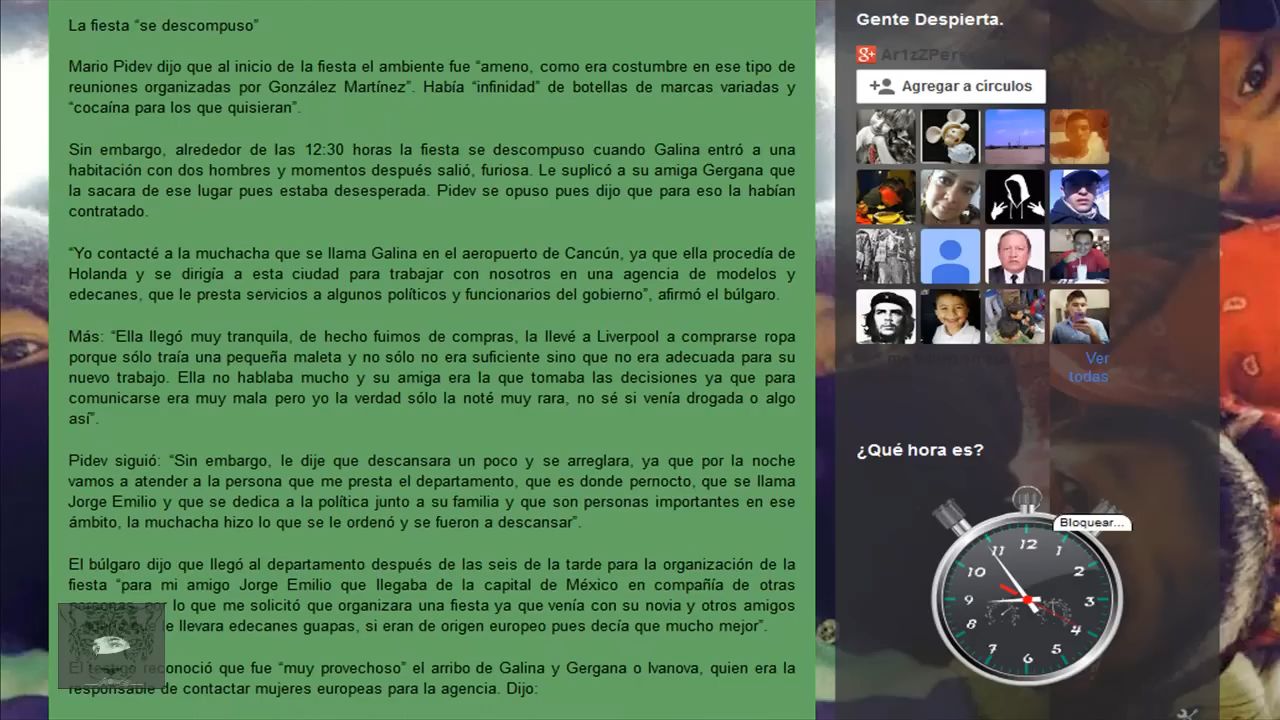 La fiesta “se descompuso”
Mario Pidev dijo que al inicio de la fiesta el ambiente fue “ameno, como era costumbre en ese tipo de
reuniones organizadas por González Martínez”. Había “infinidad” de botellas de marcas variadas y
“cocaína para los que quisieran”.
Sin embargo, alrededor de las 12:30 horas la fiesta se descompuso cuando Galina entró a una
habitación con dos hombres y momentos después salió, furiosa. Le suplicó a su amiga Gergana que
la sacara de ese lugar pues estaba desesperada. Pidev se opuso pues dijo que para eso la habían
contratado.
“Yo contacté a la muchacha que se llama Galina en el aeropuerto de Cancún, ya que ella procedía de
Holanda y se dirigía a esta ciudad para trabajar con nosotros en una agencia de modelos y
edecanes, que le presta servicios a algunos políticos y funcionarios del gobierno”, afirmó el búlgaro.
Más: “Ella llegó muy tranquila, de hecho fuimos de compras, la llevé a Liverpool a comprarse ropa
porque sólo traía una pequeña maleta y no sólo no era suficiente sino que no era adecuada para su
nuevo trabajo. Ella no hablaba mucho y su amiga era la que tomaba las decisiones ya que para
comunicarse era muy mala pero yo la verdad sólo la noté muy rara, no sé si venía drogada o algo
así”.
Pidev siguió: “Sin embargo, le dije que descansara un poco y se arreglara, ya que por la noche
vamos a atender a la persona que me presta el departamento, que es donde pernocto, que se llama
Jorge Emilio y que se dedica a la política junto a su familia y que son personas importantes en ese
ámbito, la muchacha hizo lo que se le ordenó y se fueron a descansar”.
El búlgaro dijo que llegó al departamento después de las seis de la tarde para la organización de la
fiesta “para mi amigo Jorge Emilio que llegaba de la capital de México en compañía de otras
personas, por lo que me solicitó que organizara una fiesta ya que venía con su novia y otros amigos
llevara edecanes guapas, si eran de origen europeo pues decía que mucho mejor”.
El testigo reconoció que fue “muy provechoso” el arribo de Galina y Gergana o Ivanova, quien era la
responsable de contactar mujeres europeas para la agencia. Dijo:
Gente Despierta.
g+
Agregar a círculos
Ver
todas
¿Qué hora es?
Bloquear...
12
1
2
3
4
5
6
7
8
9
10
11